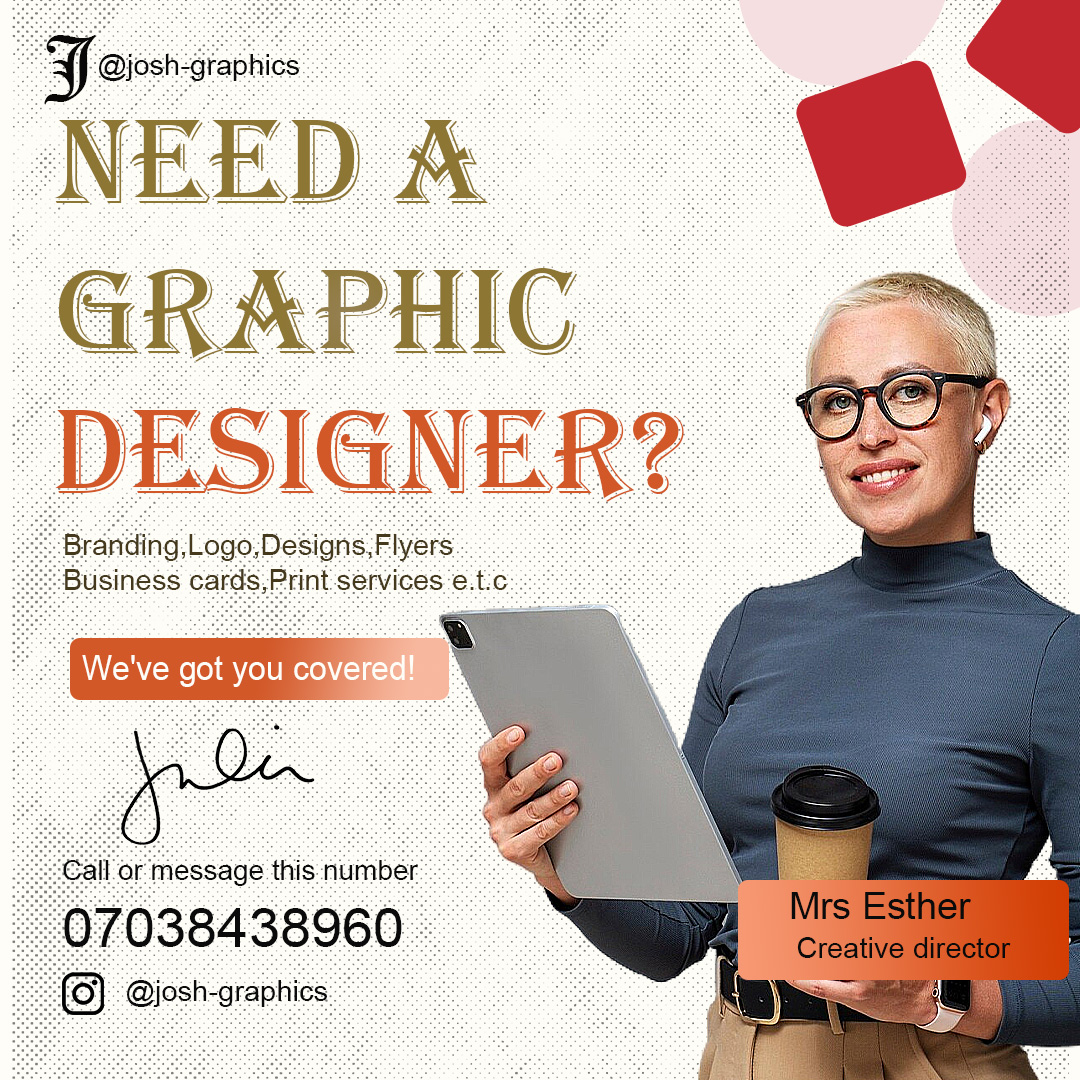 J @josh-graphics
NEED A
GRAPHIC
DESIGNER?
Branding,Logo,Designs,Flyers
Business cards,Print services e.t.c
We've got you covered!
Call or message this number
07038438960
@josh-graphics
Mrs Esther
Creative director